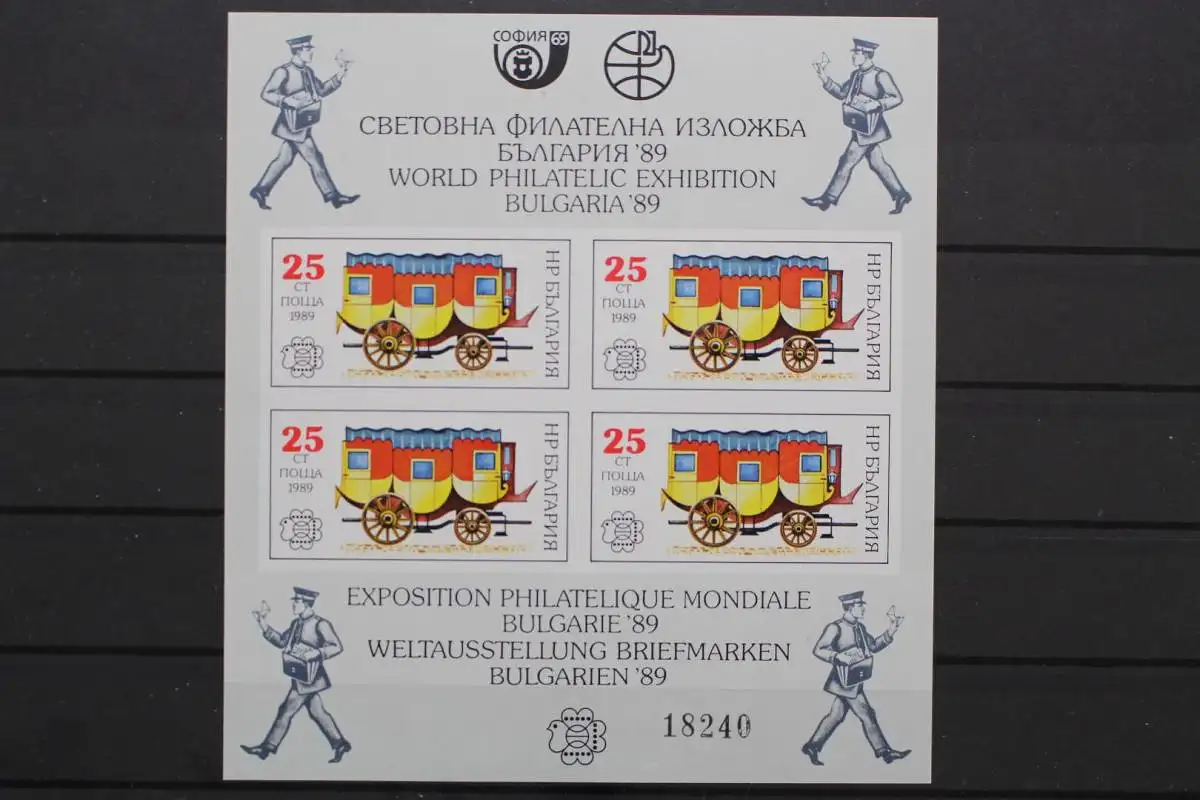 СОФИЯ 69
СВЕТОВНА ФИЛАТЕЛНА ИЗЛОЖБА
БЪЛГАРИЯ '89
WORLD PHILATELIC EXHIBITION
BULGARIA '89
25
СТ
ПОЩА
1989
НР БЪЛГАРИЯ
25
СТ
ПОЩА
1989
НР БЪЛГАРИЯ
25
СТ
ПОЩА
1989
НР БЪЛГАРИЯ
25
СТ
ПОЩА
1989
НР БЪЛГАРИЯ
EXPOSITION PHILATELIQUE MONDIALE
BULGARIE '89
WELTAUSSTELLUNG BRIEFMARKEN
BULGARIEN '89
18240